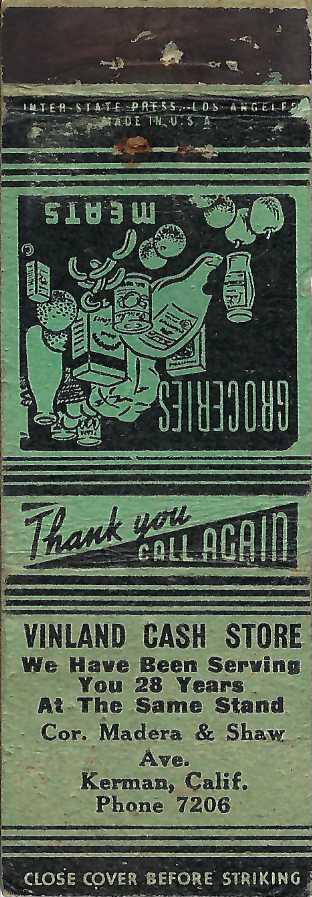 INTER-STATE PRESS.-LOS ANGELES
MADE IN U.S.A
MEATS
GROCERIES
Thank you
CALL AGAIN
VINLAND CASH STORE
We Have Been Serving
You 28 Years
At The Same Stand
Cor. Madera & Shaw
Ave.
Kerman, Calif.
Phone 7206
CLOSE COVER BEFORE STRIKING